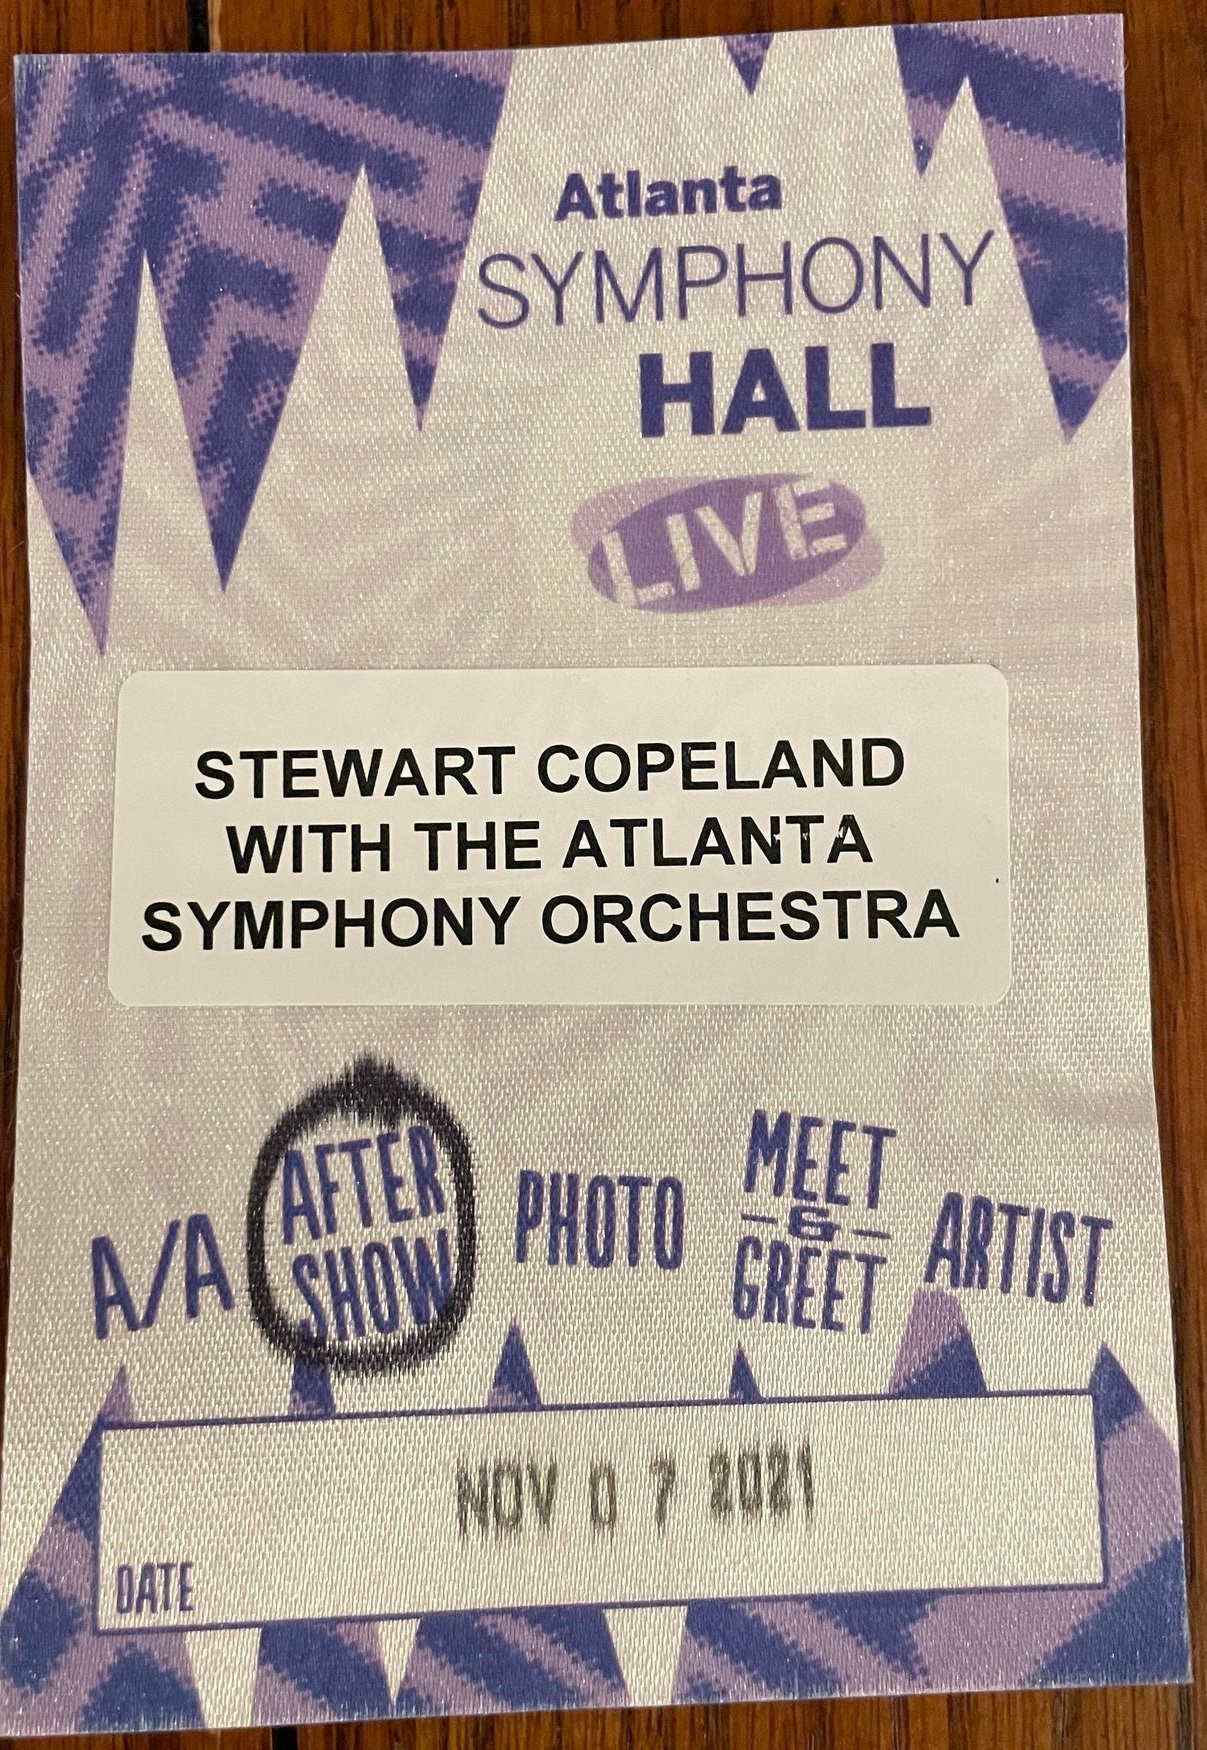 Atlanta
SYMPHONY
HALL
LIVE
STEWART COPELAND
WITH THE ATLANTA
SYMPHONY ORCHESTRA
A/A
AFTER
SHOW
PHOTO
MEET
-&-
GREET
ARTIST
NOV 07 2021
DATE